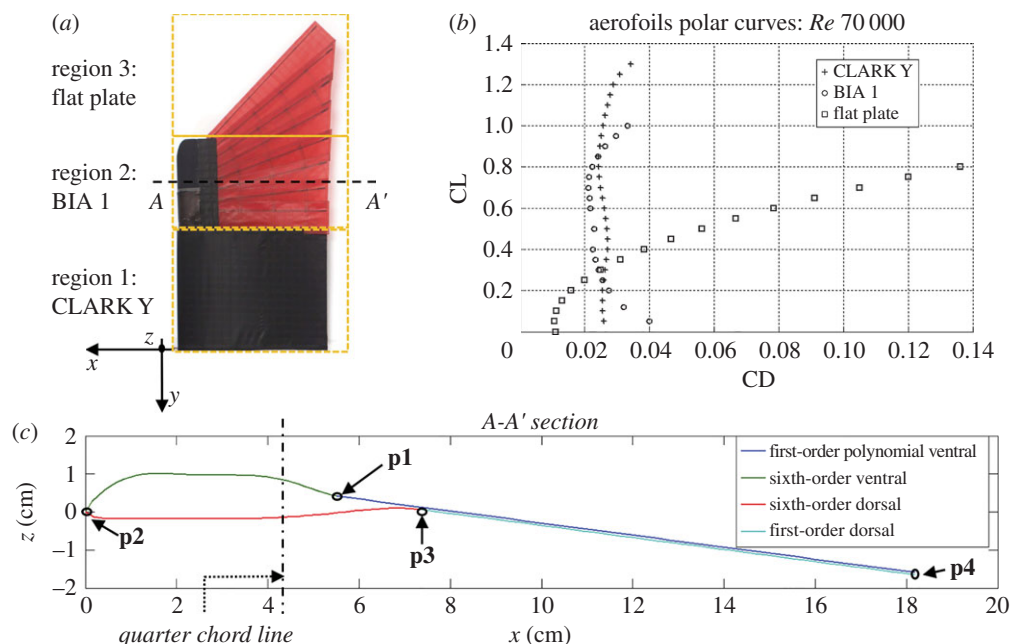 (a)
region 3:
flat plate
region 2:
BIA 1
A
A'
region 1:
CLARK Y
z
x
y
(b)
aerofoils polar curves: Re 70 000
CLARK Y
BIA 1
flat plate
1.4
1.2
1.0
0.8
0.6
0.4
0.2
CL
0
0.02
0.04
0.06
0.08
0.10
0.12
0.14
CD
(c)
A-A' section
2
1
0
−1
−2
z (cm)
p1
p2
p3
p4
first-order polynomial ventral
sixth-order ventral
sixth-order dorsal
first-order dorsal
0
2
4
6
8
10
12
14
16
18
20
quarter chord line
x (cm)